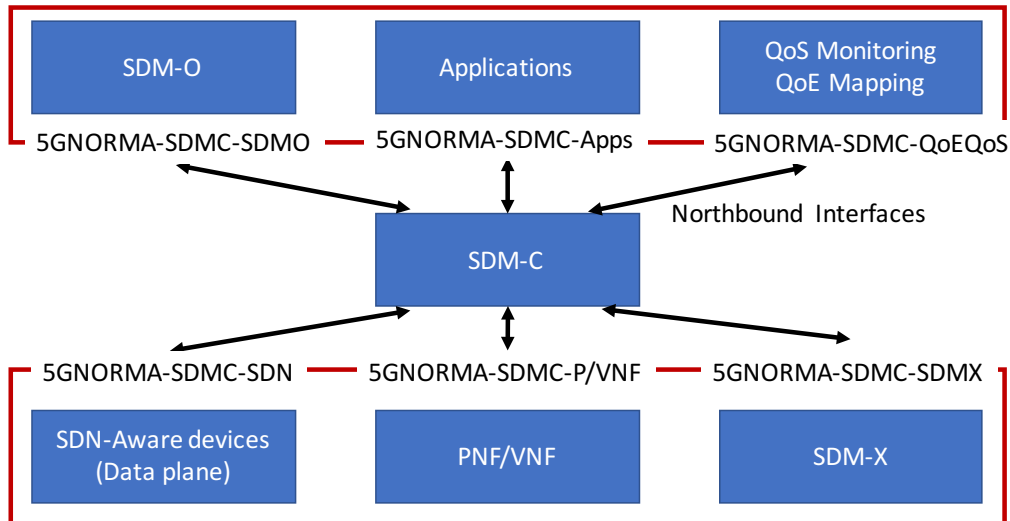 SDM-O
Applications
QoS Monitoring
QoE Mapping
5GNORMA-SDMC-SDMO
5GNORMA-SDMC-Apps
5GNORMA-SDMC-QoEQoS
Northbound Interfaces
SDM-C
5GNORMA-SDMC-SDN
5GNORMA-SDMC-P/VNF
5GNORMA-SDMC-SDMX
SDN-Aware devices
(Data plane)
PNF/VNF
SDM-X